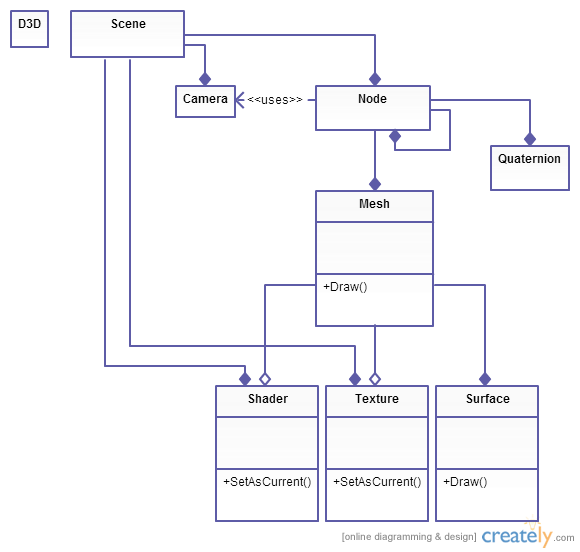 D3D
Scene
Camera
<<uses>>
Node
Quaternion
Mesh
+Draw()
Shader
Texture
Surface
+SetAsCurrent()
+SetAsCurrent()
+Draw()
[online diagramming & design] creately.com